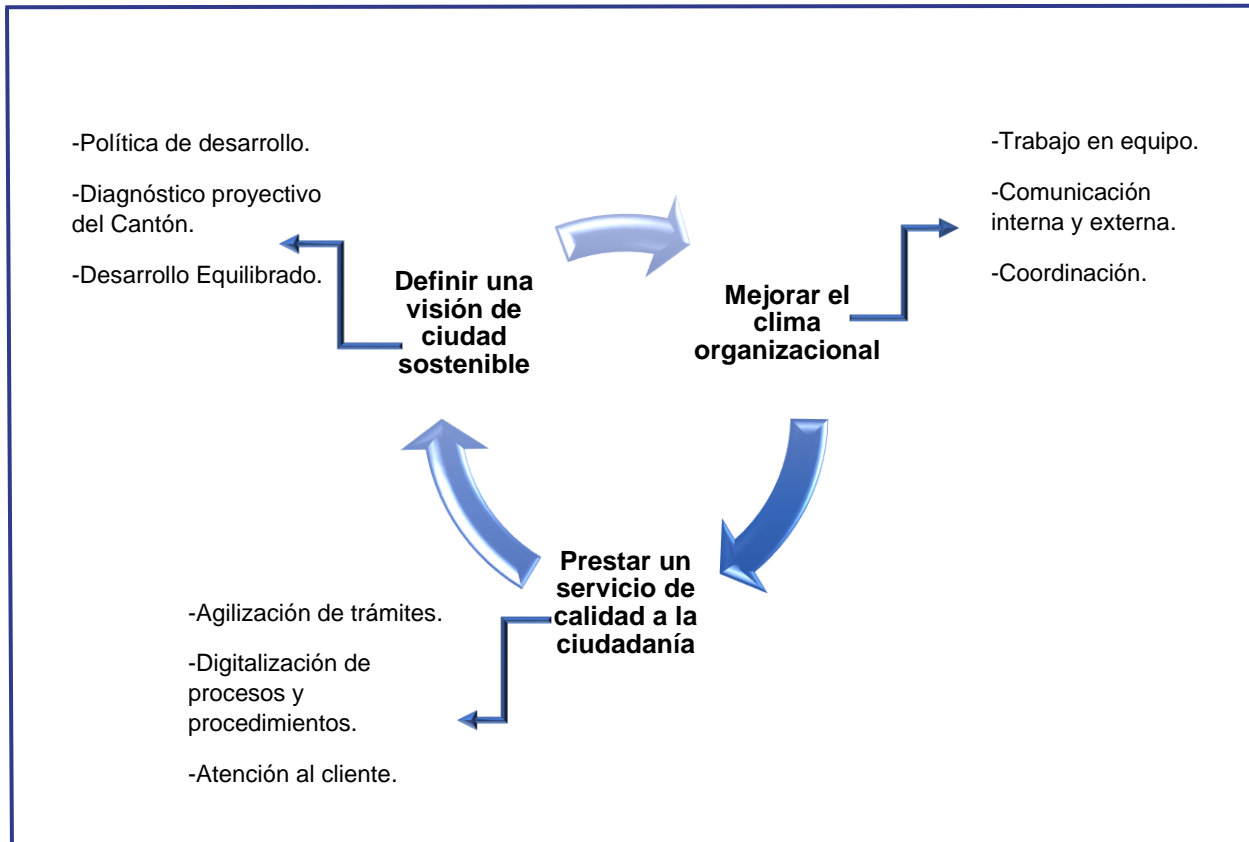 -Política de desarrollo.
-Diagnóstico proyectivo
del Cantón.
-Desarrollo Equilibrado.
Definir una
visión de
ciudad
sostenible
-Trabajo en equipo.
-Comunicación
interna y externa.
-Coordinación.
Mejorar el
clima
organizacional
Prestar un
servicio de
calidad a la
ciudadanía
-Agilización de trámites.
-Digitalización de
procesos y
procedimientos.
-Atención al cliente.